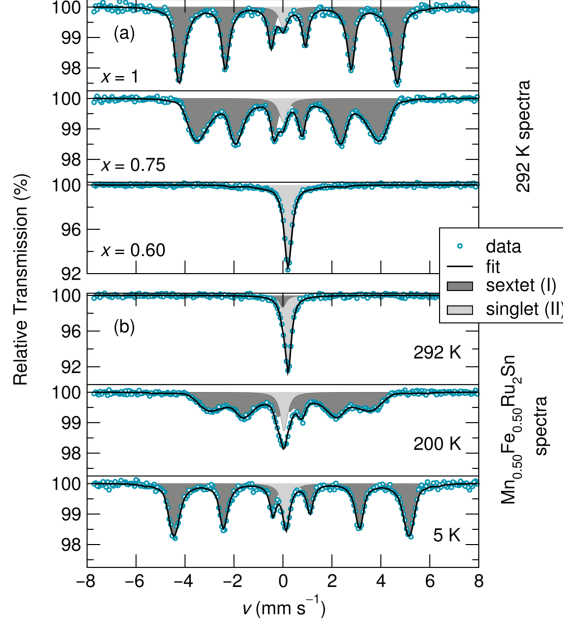 Relative Transmission (%)
100
99
98
(a)
x = 1
100
99
98
x = 0.75
100
96
92
x = 0.60
292 K spectra
data
fit
sextet (I)
singlet (II)
100
96
92
(b)
292 K
100
99
98
200 K
100
99
98
5 K
Mn0.50Fe0.50Ru2Sn
spectra
−8 −6 −4 −2 0 2 4 6 8
v (mm s−1)